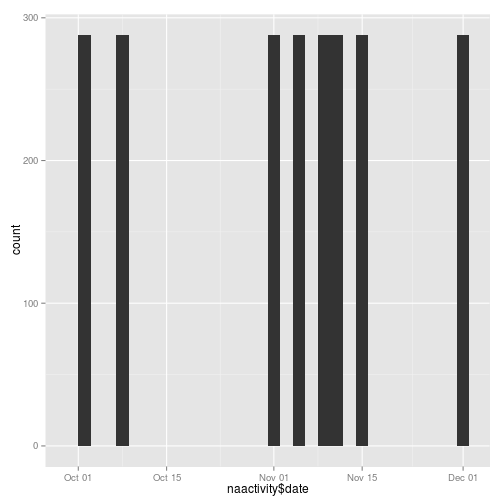 300
200
100
0
count
Oct 01
Oct 15
Nov 01
Nov 15
Dec 01
naactivity$date